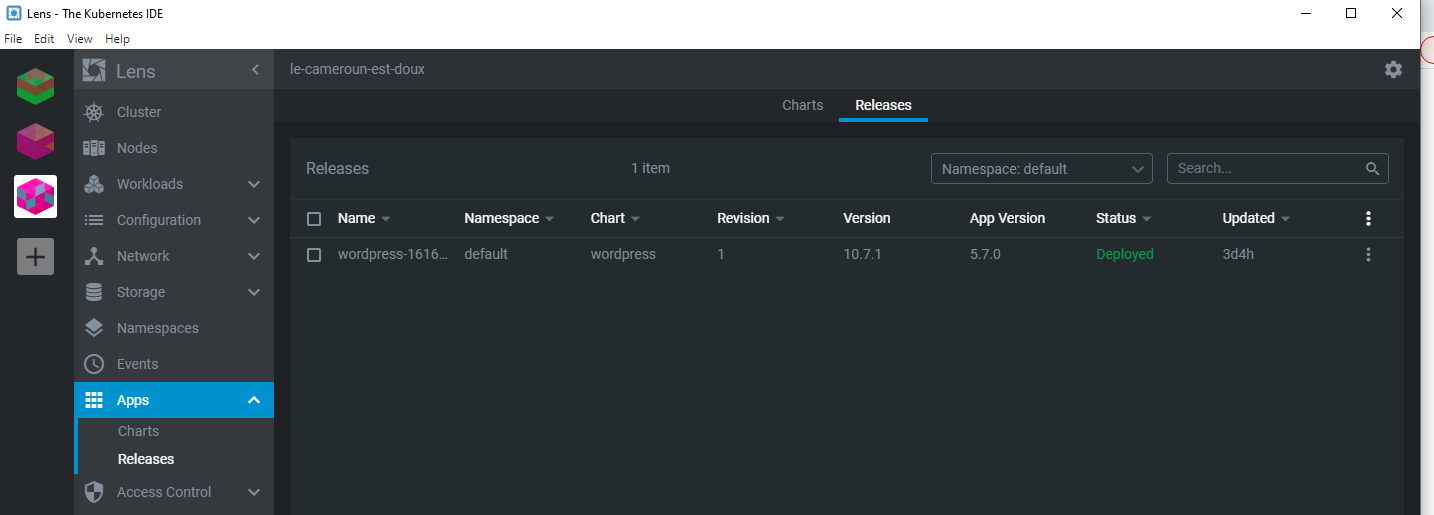 Lens - The Kubernetes IDE
File Edit View Help
Lens
le-cameroun-est-doux
Cluster
Nodes
Workloads
Configuration
Network
Storage
Namespaces
Events
Apps
Charts
Releases
Access Control
Charts Releases
Releases 1 item Namespace: default Search...
Name Namespace Chart Revision Version App Version Status Updated
wordpress-1616... default wordpress 1 10.7.1 5.7.0 Deployed 3d4h